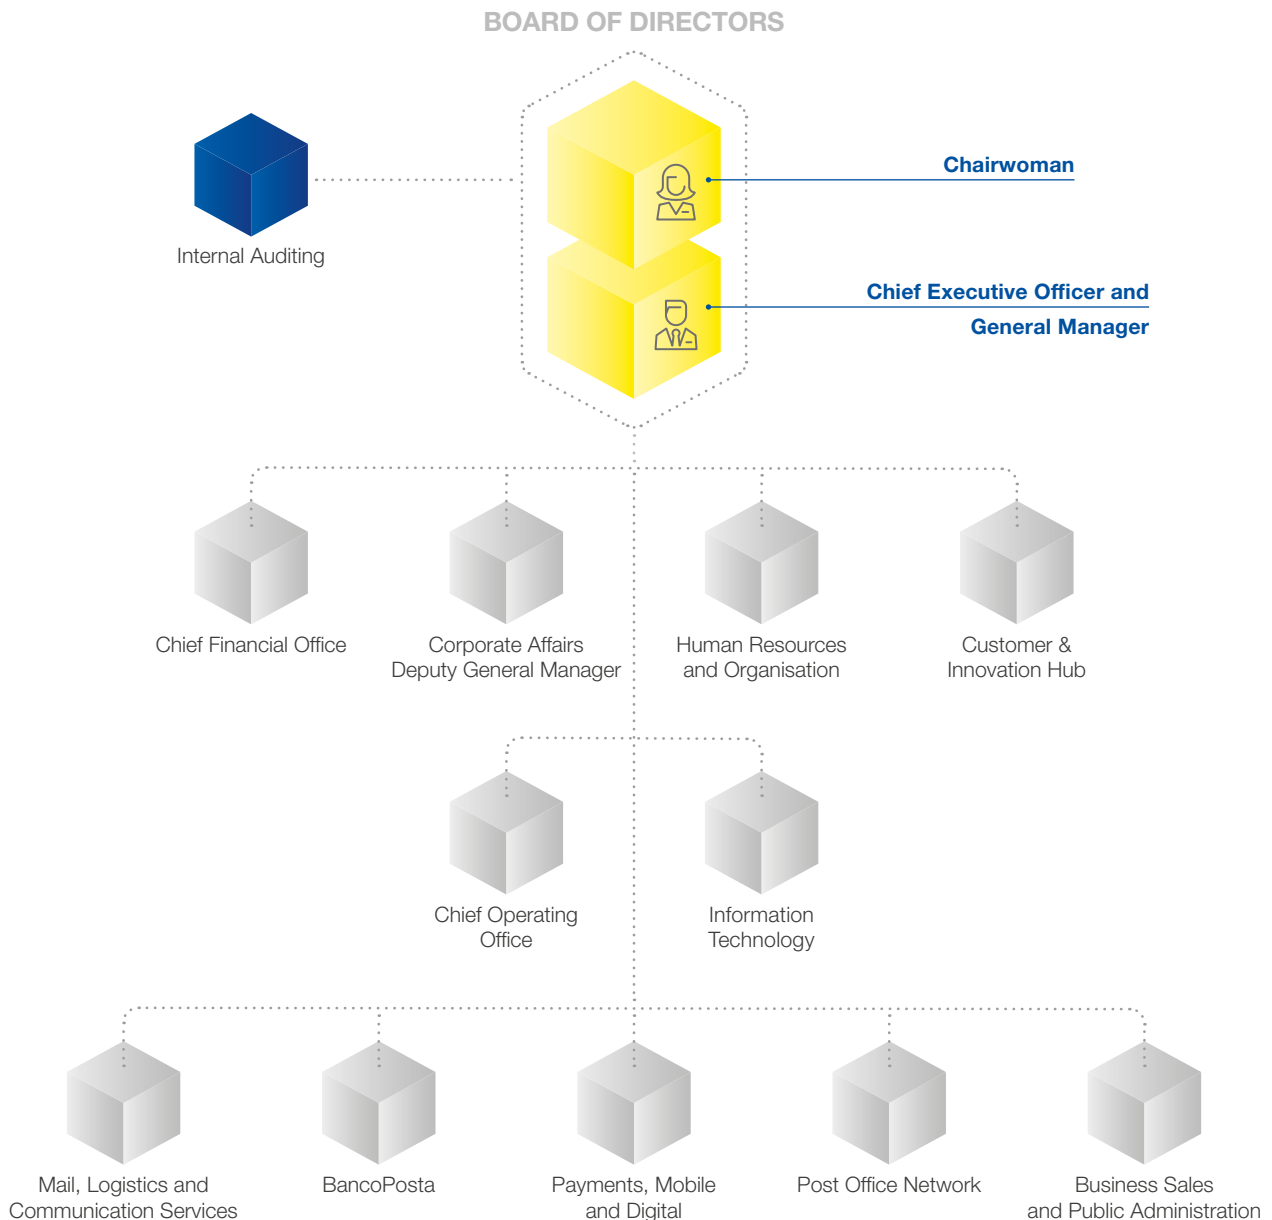 BOARD OF DIRECTORS
Chairwoman
Internal Auditing
Chief Executive Officer and
General Manager
Chief Financial Office
Corporate Affairs
Deputy General Manager
Human Resources
and Organisation
Customer &
Innovation Hub
Chief Operating
Office
Information
Technology
Mail, Logistics and
Communication Services
BancoPosta
Payments, Mobile
and Digital
Post Office Network
Business Sales
and Public Administration